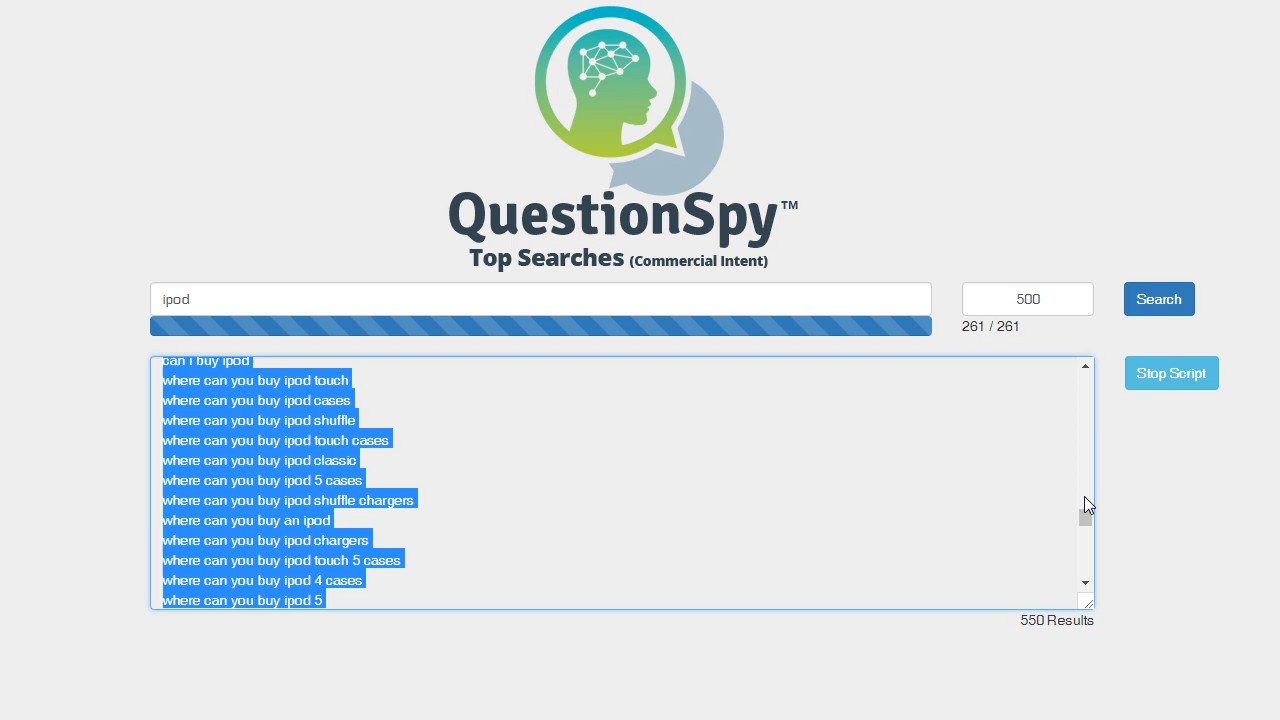 QuestionSpy™
Top Searches (Commercial Intent)
ipod
500
Search
261 / 261
can i buy ipod
Stop Script
where can you buy ipod touch
where can you buy ipod cases
where can you buy ipod shuffle
where can you buy ipod touch cases
where can you buy ipod classic
where can you buy ipod 5 cases
where can you buy ipod shuffle chargers
where can you buy an ipod
where can you buy ipod chargers
where can you buy ipod touch 5 cases
where can you buy ipod 4 cases
where can you buy ipod 5
550 Results